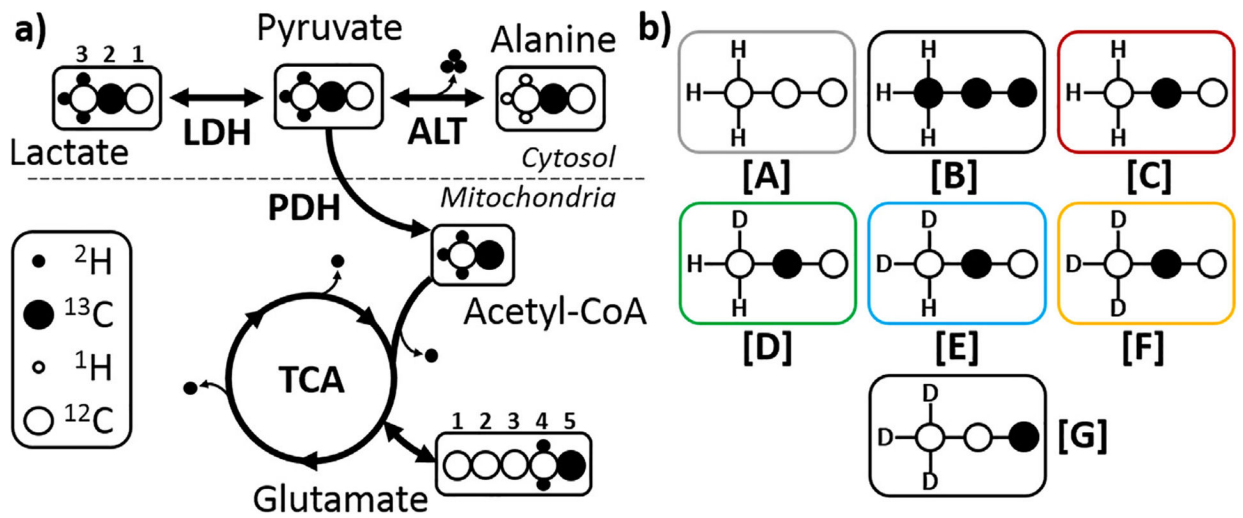 a)
Pyruvate
Alanine
3 2 1
LDH
ALT
Lactate
Cytosol
Mitochondria
PDH
²H
¹³C
¹H
¹²C
Acetyl-CoA
TCA
1 2 3 4 5
Glutamate
b)
H
H
H
[A]
H
H
H
[B]
H
H
H
[C]
D
H
H
[D]
D
D
H
[E]
D
D
D
[F]
D
D
D
[G]